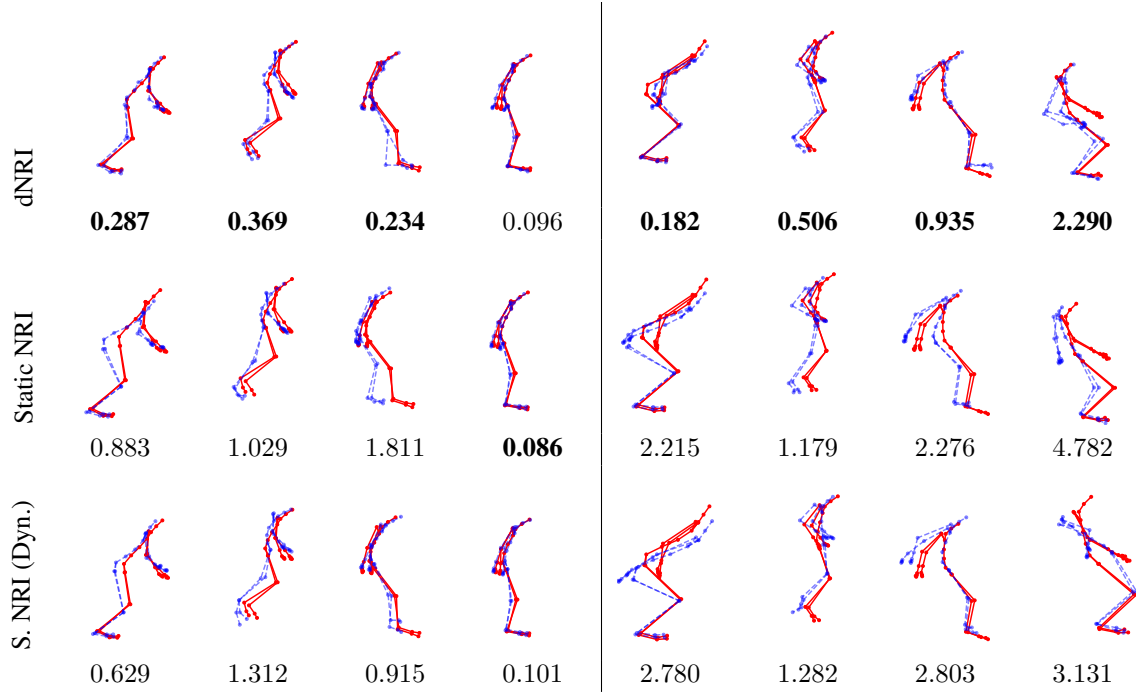 dNRI
0.287 0.369 0.234 0.096 0.182 0.506 0.935 2.290
Static NRI
0.883 1.029 1.811 0.086 2.215 1.179 2.276 4.782
S. NRI (Dyn.)
0.629 1.312 0.915 0.101 2.780 1.282 2.803 3.131